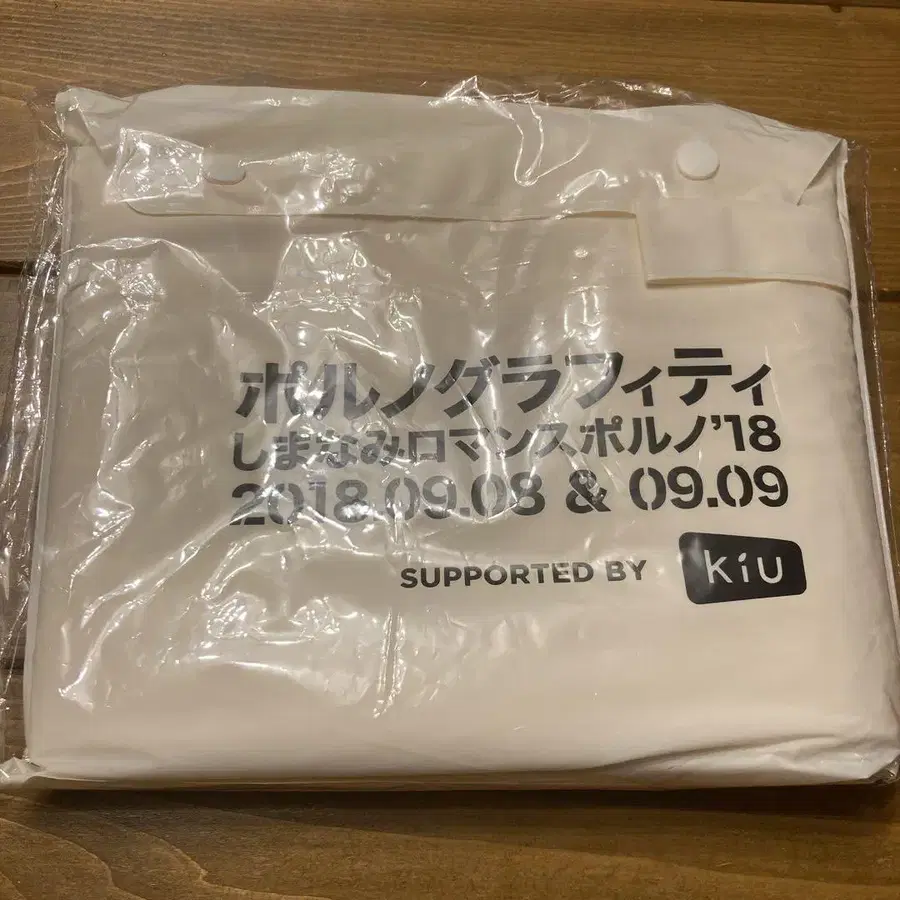 ポルノグラフィティ
しまなみロマンスポルノ'18
2018.09.08 & 09.09
SUPPORTED BY kiu